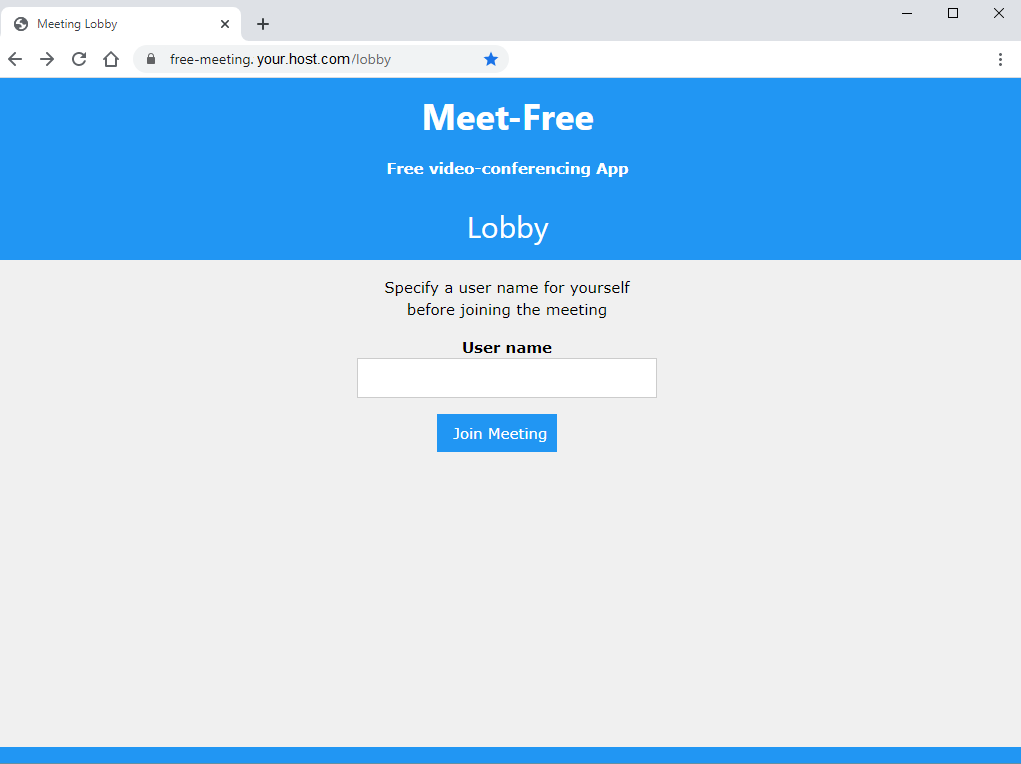 Meeting Lobby
free-meeting. your.host.com/lobby
Meet-Free
Free video-conferencing App
Lobby
Specify a user name for yourself
before joining the meeting
User name
Join Meeting